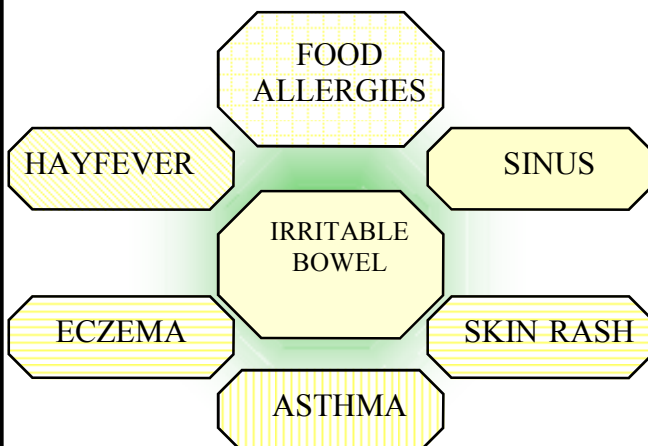 FOOD
ALLERGIES
HAYFEVER
SINUS
IRRITABLE
BOWEL
ECZEMA
SKIN RASH
ASTHMA